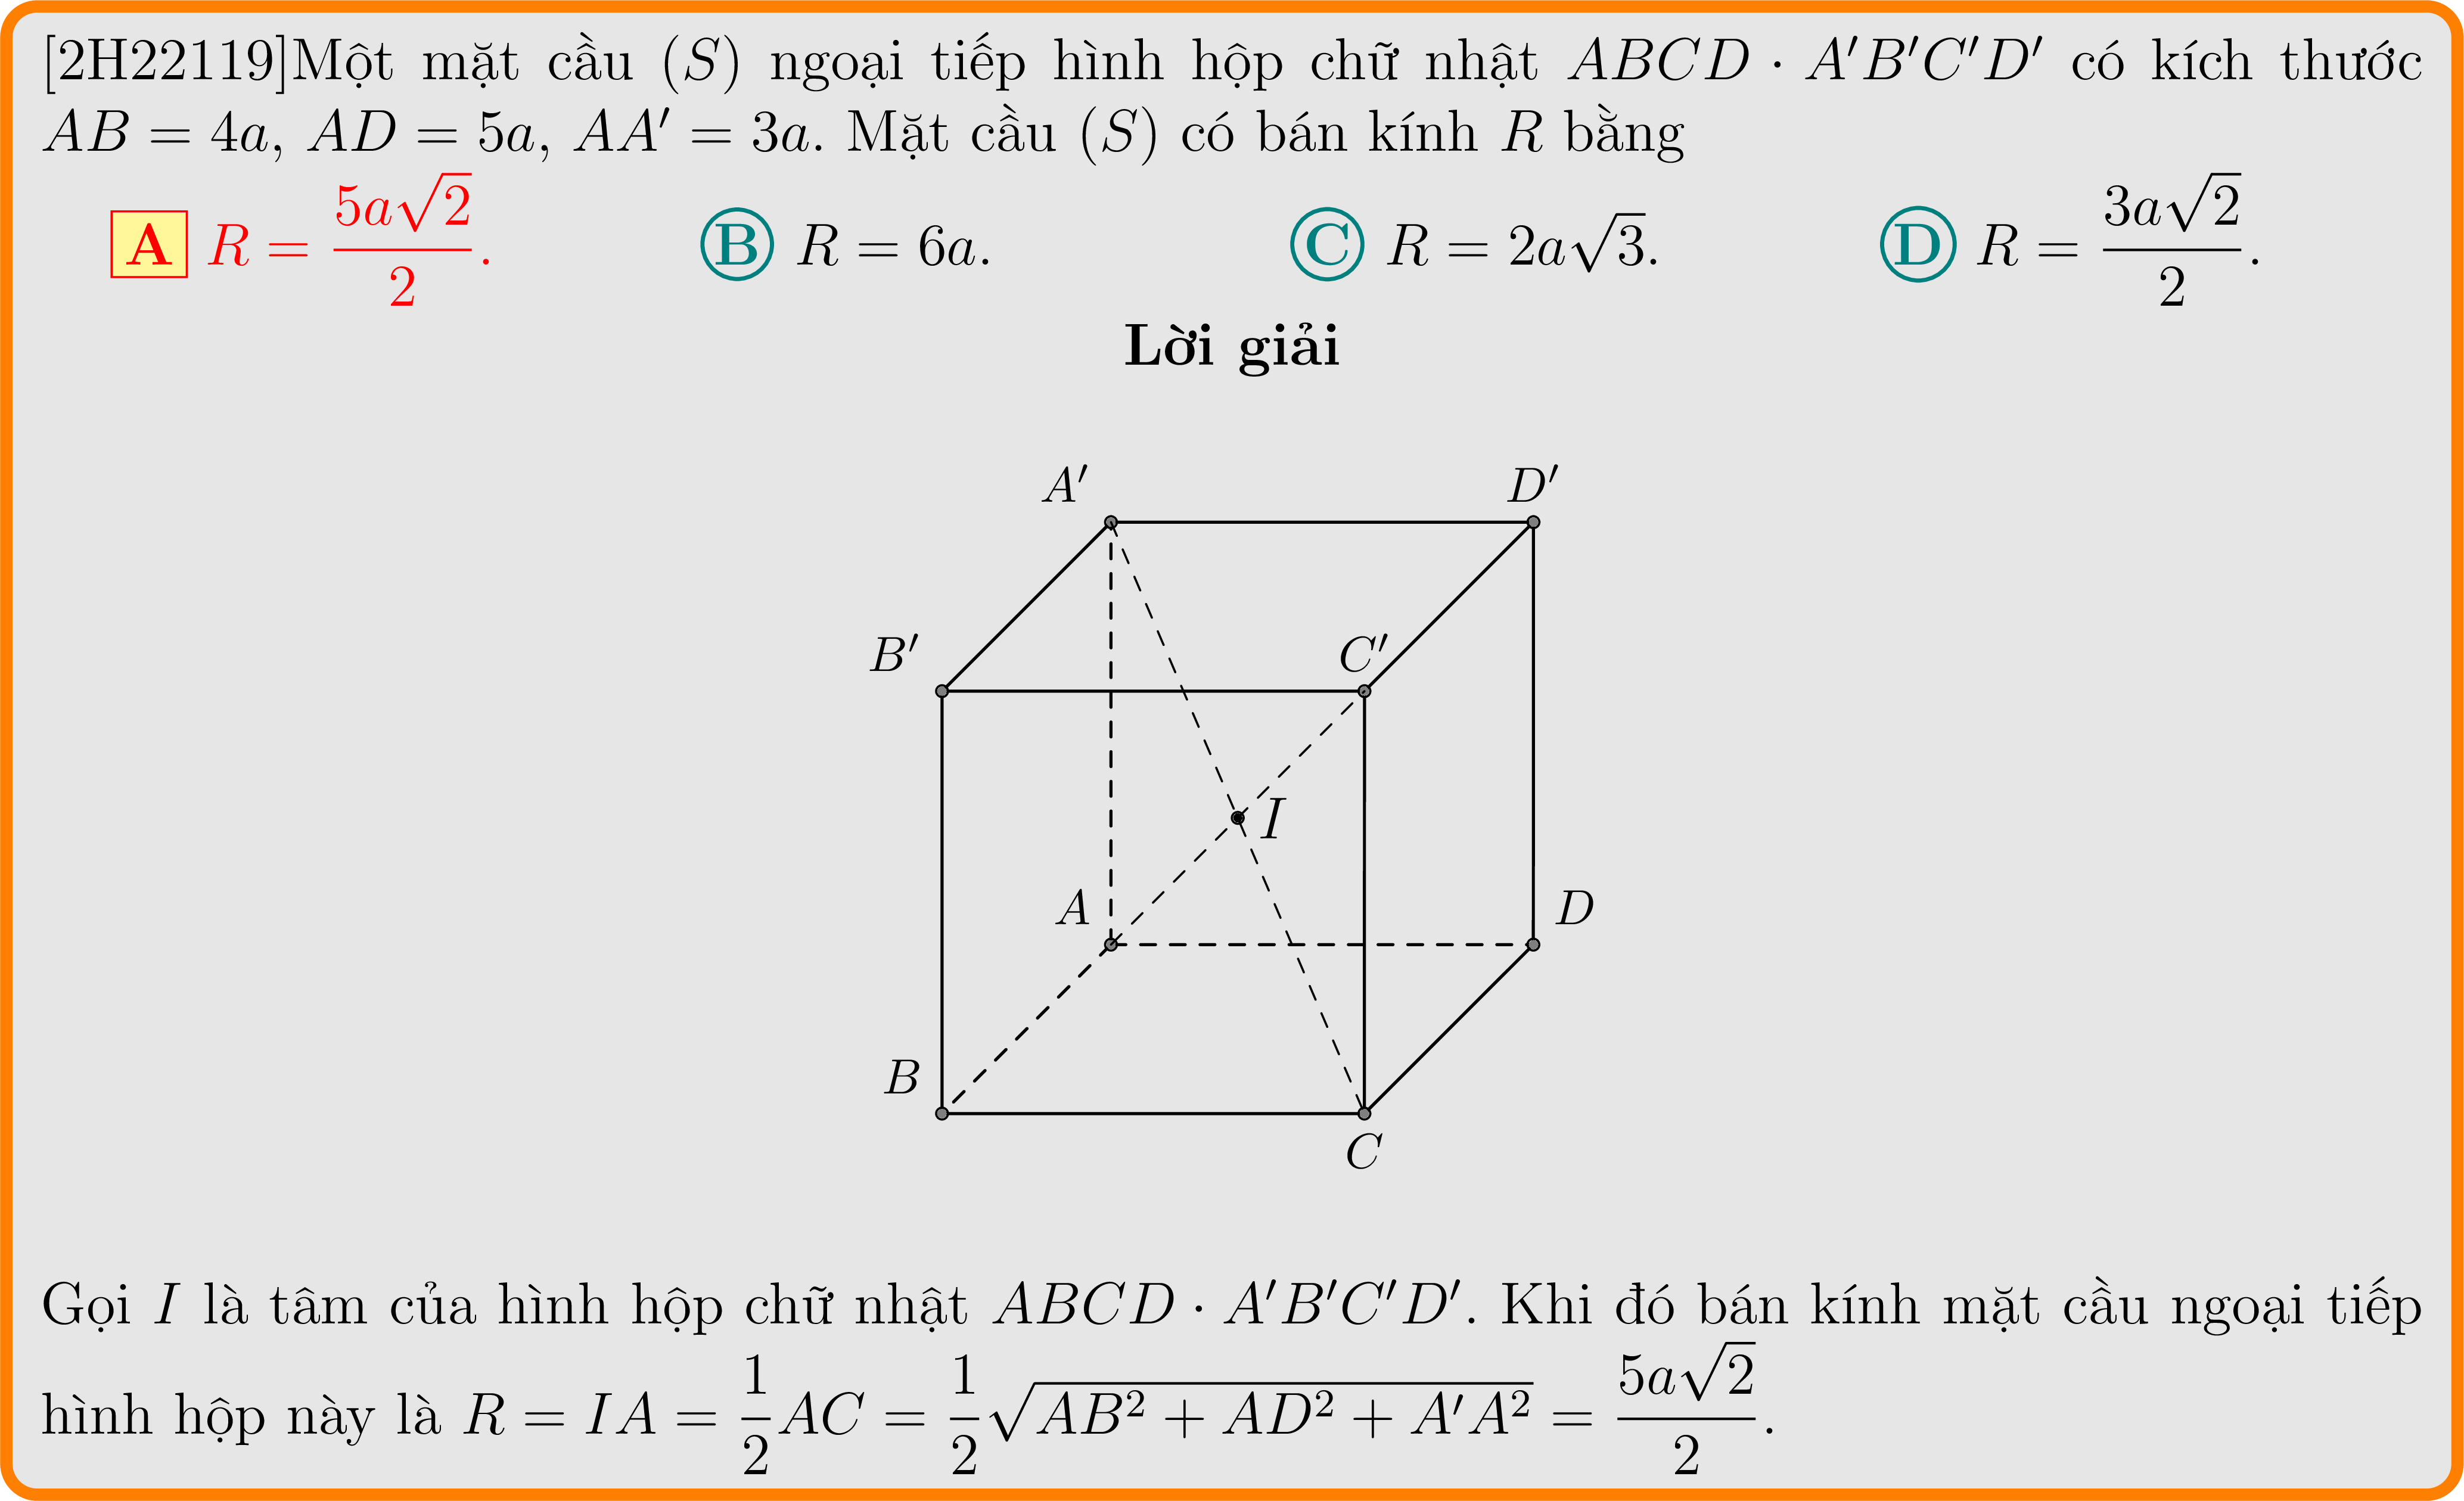 [2H22119]Một mặt cầu (S) ngoại tiếp hình hộp chữ nhật ABCD · A′B′C′D′ có kích thước
AB = 4a, AD = 5a, AA′ = 3a. Mặt cầu (S) có bán kính R bằng
A R = \frac{5a\sqrt{2}}{2}. B R = 6a. C R = 2a\sqrt{3}. D R = \frac{3a\sqrt{2}}{2}.
Lời giải
A′ D′
B′ C′
I
A D
B
C
Gọi I là tâm của hình hộp chữ nhật ABCD · A′B′C′D′. Khi đó bán kính mặt cầu ngoại tiếp
hình hộp này là R = IA = \frac{1}{2}AC = \frac{1}{2}\sqrt{AB^2 + AD^2 + A′A^2} = \frac{5a\sqrt{2}}{2}.